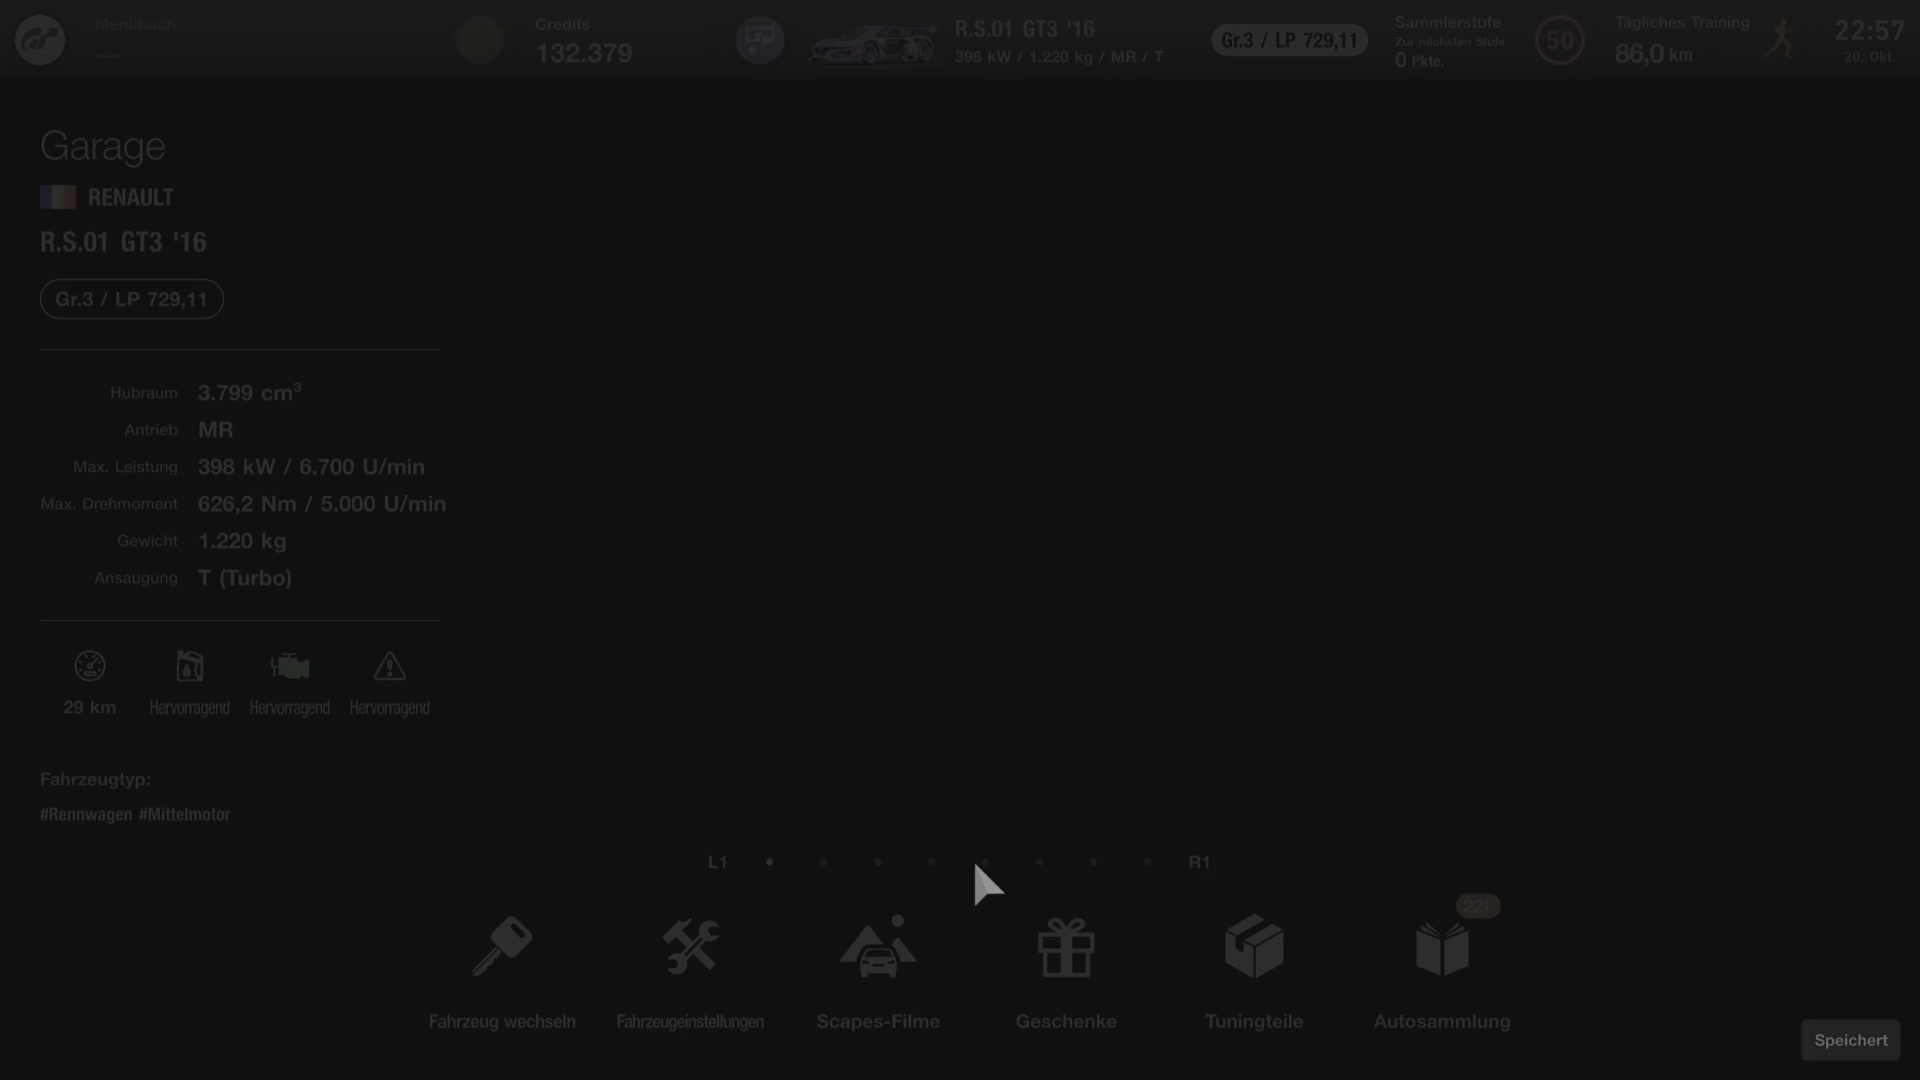 Menübuch
---
Credits
132.379
R.S.01 GT3 '16
398 kW / 1.220 kg / MR / T
Gr.3 / LP 729,11
Sammlerstufe
Zur nächsten Stufe
0 Pkte.
50
Tägliches Training
86,0 km
22:57
20. Okt.
Garage
RENAULT
R.S.01 GT3 '16
Gr.3 / LP 729,11
Hubraum 3.799 cm³
Antrieb MR
Max. Leistung 398 kW / 6.700 U/min
Max. Drehmoment 626,2 Nm / 5.000 U/min
Gewicht 1.220 kg
Ansaugung T (Turbo)
29 km Hervorragend Hervorragend Hervorragend
Fahrzeugtyp:
#Rennwagen #Mittelmotor
L1 R1
221
Fahrzeug wechseln Fahrzeugeinstellungen Scapes-Filme Geschenke Tuningteile Autosammlung
Speichert